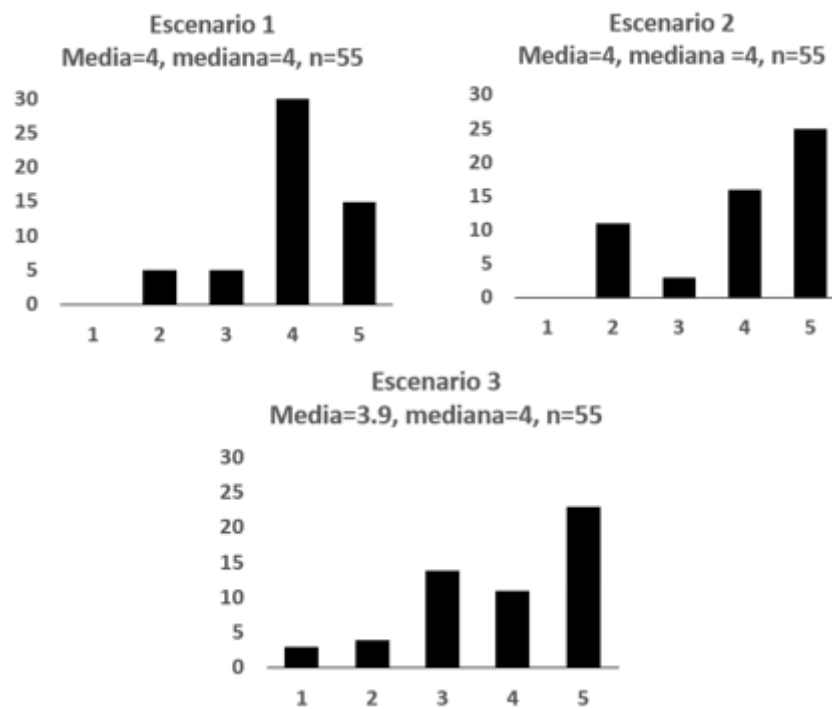 Escenario 1
Media=4, mediana=4, n=55
30
25
20
15
10
5
0
1 2 3 4 5
Escenario 2
Media=4, mediana =4, n=55
30
25
20
15
10
5
0
1 2 3 4 5
Escenario 3
Media=3.9, mediana=4, n=55
30
25
20
15
10
5
0
1 2 3 4 5